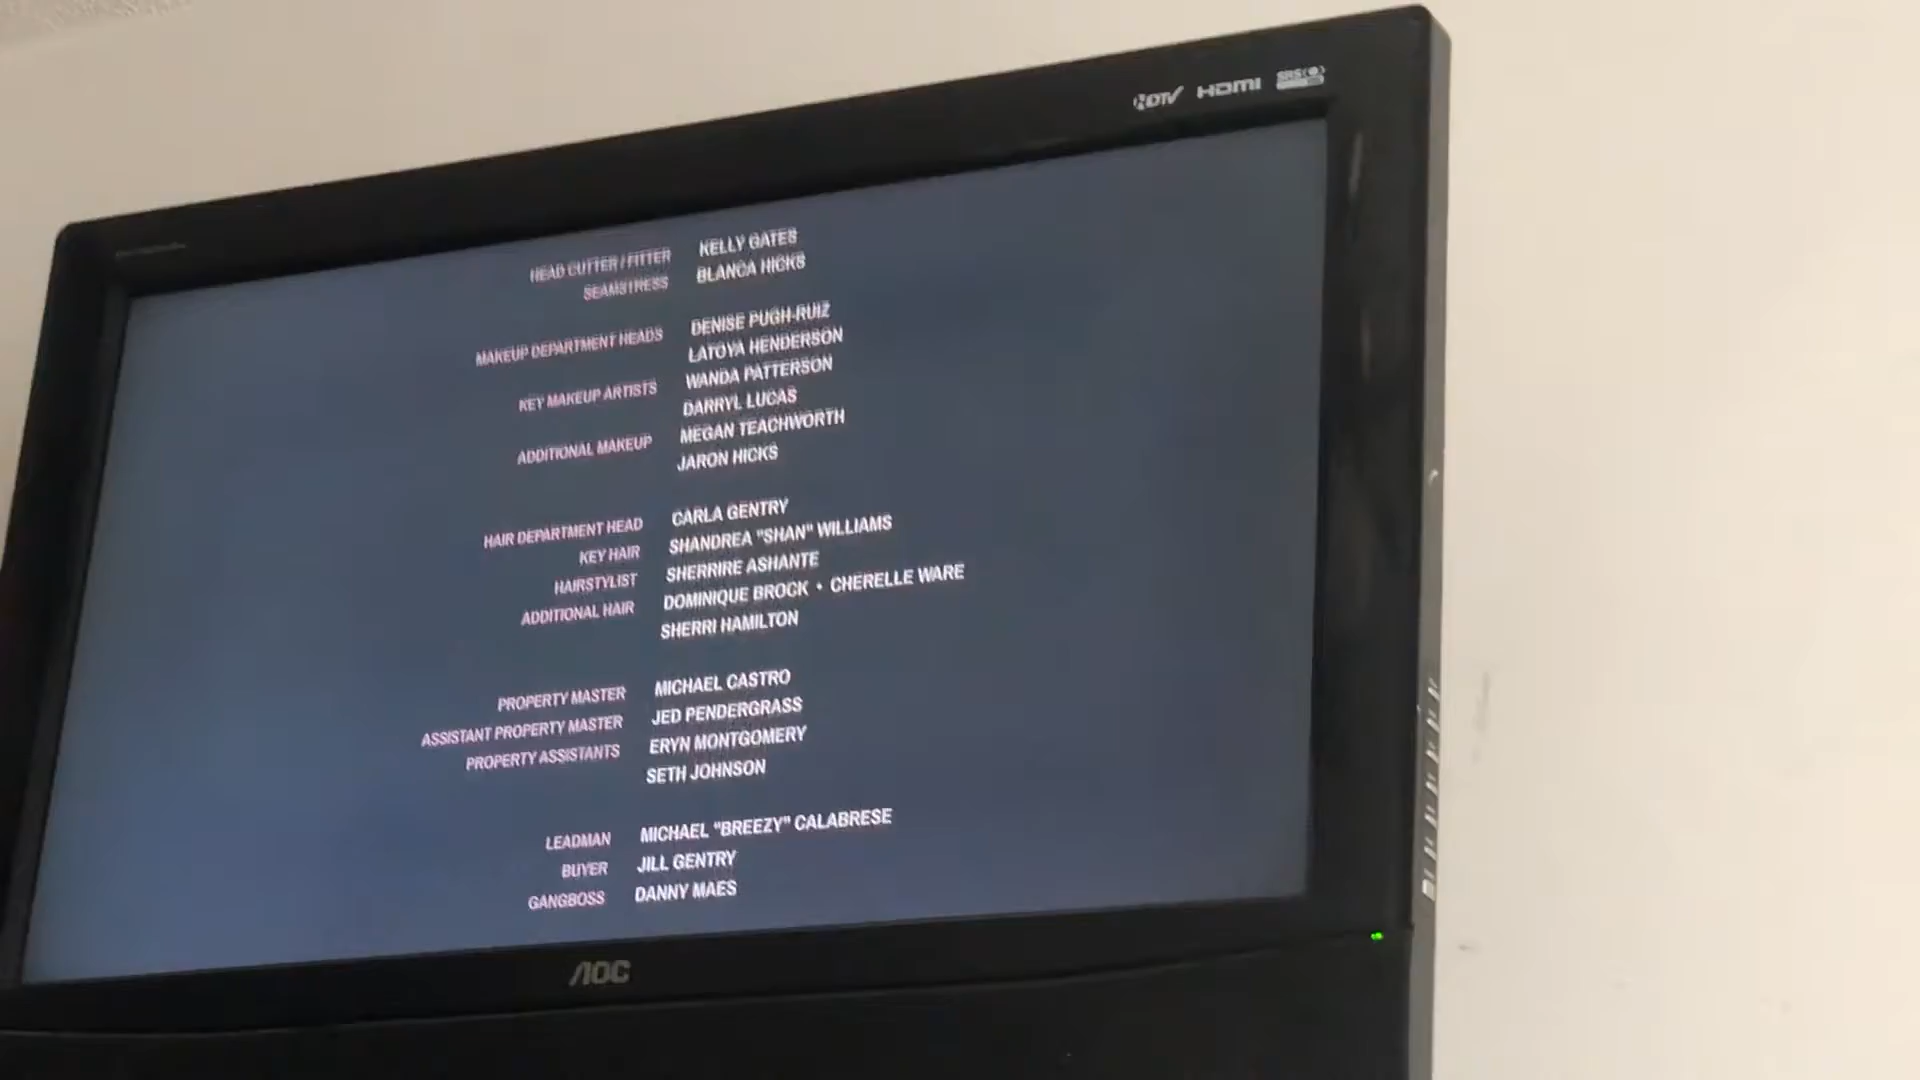 HDTV HDMI SRS
HEAD CUTTER / FITTER KELLY GATES
SEAMSTRESS BLANCA HICKS
MAKEUP DEPARTMENT HEADS DENISE PUGH-RUIZ
LATOYA HENDERSON
KEY MAKEUP ARTISTS WANDA PATTERSON
DARRYL LUCAS
ADDITIONAL MAKEUP MEGAN TEACHWORTH
JARON HICKS
HAIR DEPARTMENT HEAD CARLA GENTRY
KEY HAIR SHANDREA "SHAN" WILLIAMS
HAIRSTYLIST SHERRIRE ASHANTE
ADDITIONAL HAIR DOMINIQUE BROCK • CHERELLE WARE
SHERRI HAMILTON
PROPERTY MASTER MICHAEL CASTRO
ASSISTANT PROPERTY MASTER JED PENDERGRASS
PROPERTY ASSISTANTS ERYN MONTGOMERY
SETH JOHNSON
LEADMAN MICHAEL "BREEZY" CALABRESE
BUYER JILL GENTRY
GANGBOSS DANNY MAES
AOC